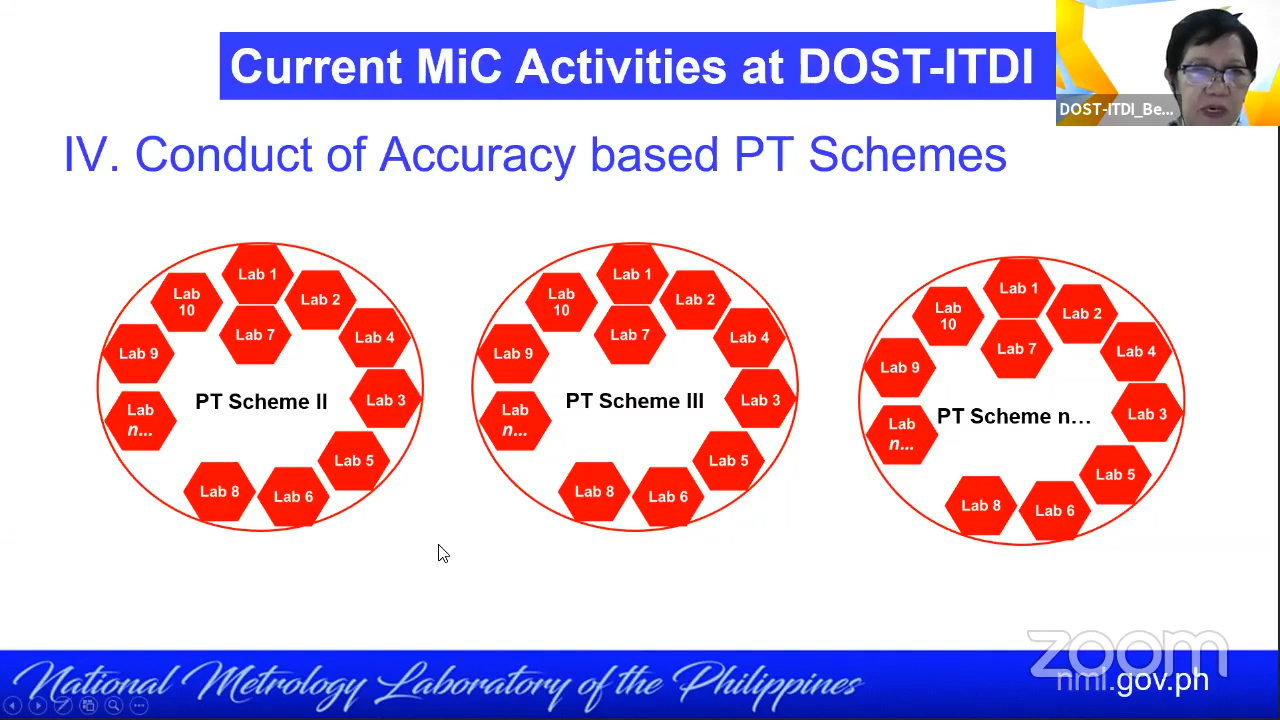 Current MiC Activities at DOST-ITDI
DOST-ITDI_Be...
IV. Conduct of Accuracy based PT Schemes
Lab 1
Lab 2
Lab 4
Lab 3
Lab 5
Lab 6
Lab 8
Lab
n...
Lab 9
Lab
10
Lab 7
PT Scheme II
Lab 1
Lab 2
Lab 4
Lab 3
Lab 5
Lab 6
Lab 8
Lab
n...
Lab 9
Lab
10
Lab 7
PT Scheme III
Lab 1
Lab 2
Lab 4
Lab 3
Lab 5
Lab 6
Lab 8
Lab
n...
Lab 9
Lab
10
Lab 7
PT Scheme n...
zoom
National Metrology Laboratory of the Philippines
nml.gov.ph